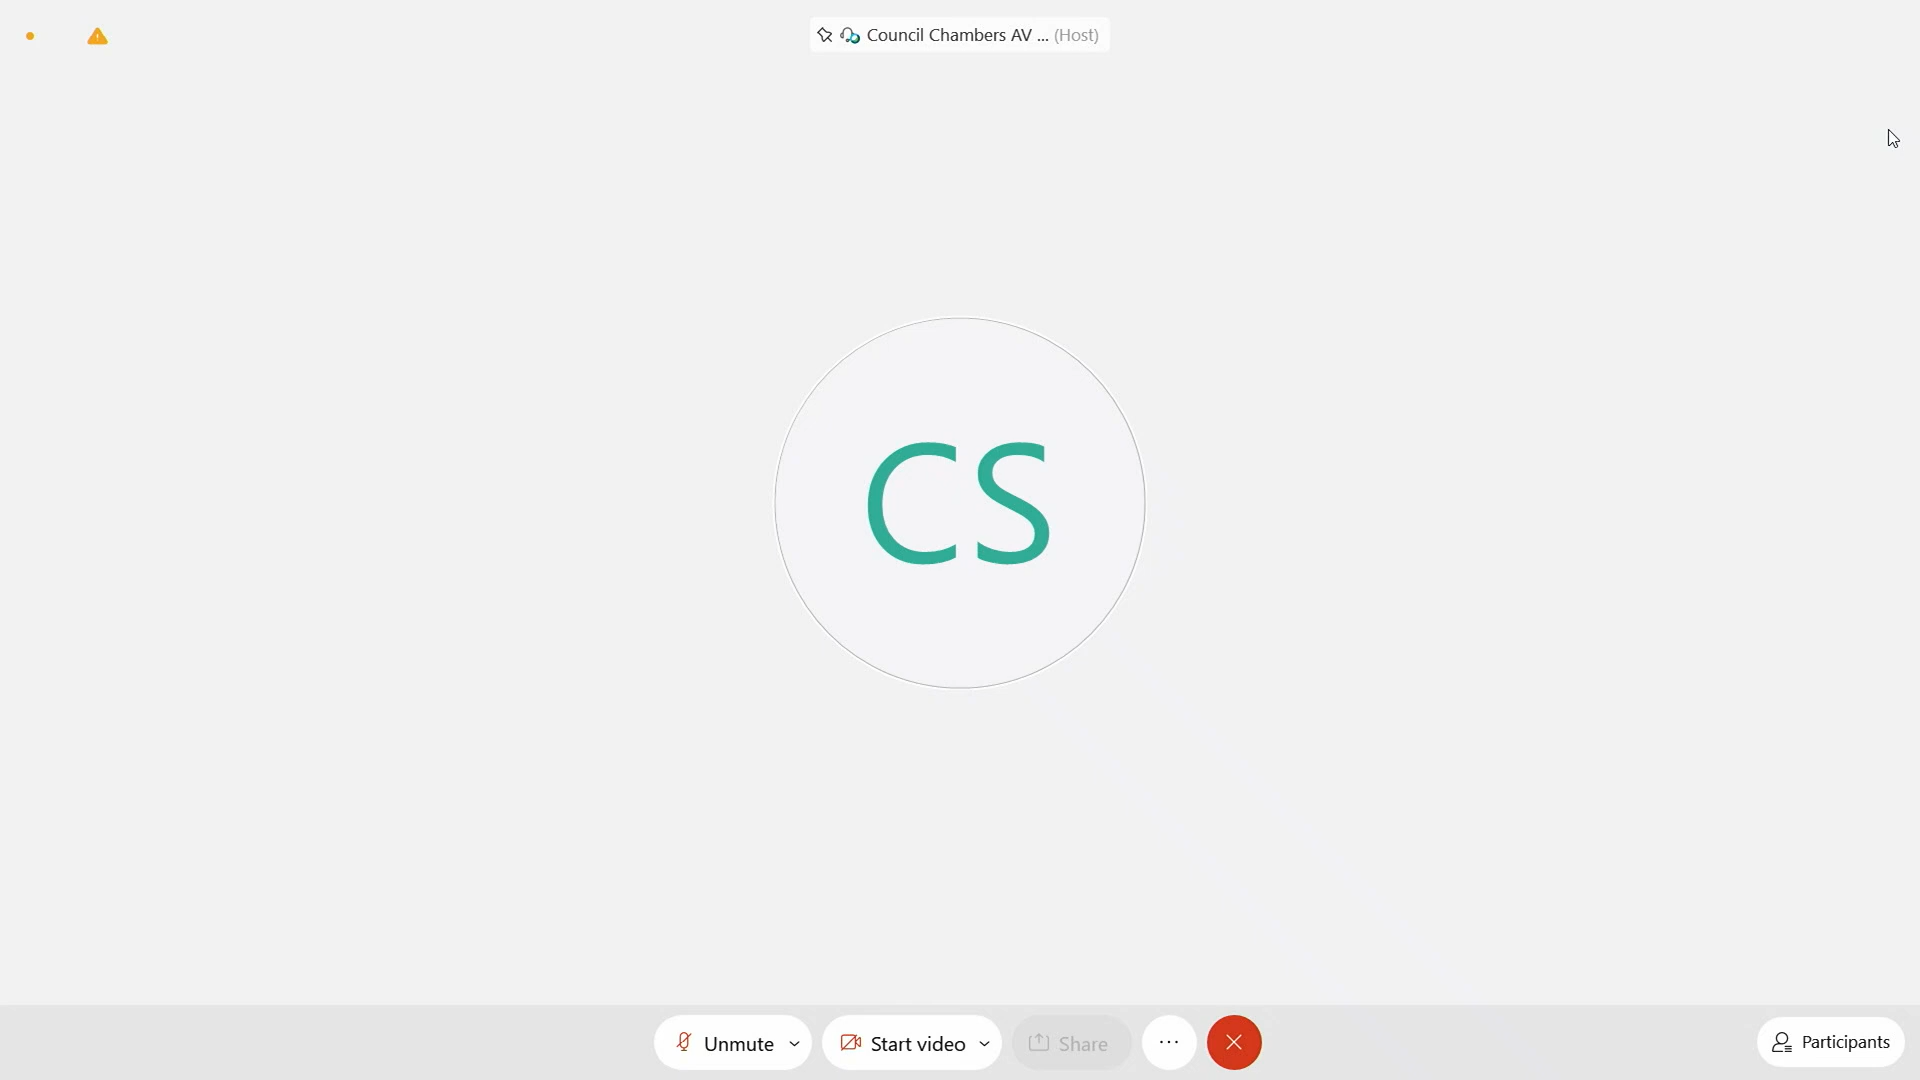 Council Chambers AV ... (Host)
CS
Unmute
Start video
Share
Participants